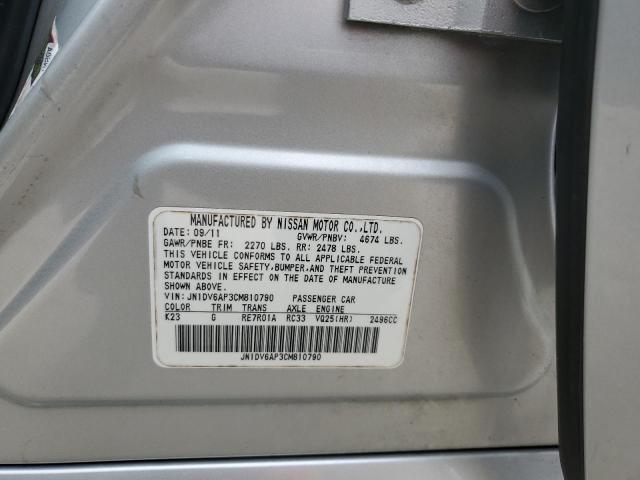 MANUFACTURED BY NISSAN MOTOR CO.,LTD.
DATE: 09/11 GVWR/PNBV: 4674 LBS.
GAWR/PNBE FR: 2270 LBS. RR: 2478 LBS.
THIS VEHICLE CONFORMS TO ALL APPLICABLE FEDERAL
MOTOR VEHICLE SAFETY,BUMPER,AND THEFT PREVENTION
STANDARDS IN EFFECT ON THE DATE OF MANUFACTURE
SHOWN ABOVE.
VIN: JN1DV6AP3CM810790 PASSENGER CAR
COLOR TRIM TRANS AXLE ENGINE
K23 G RE7R01A RC33 VQ25(HR) 2496CC
JN1DV6AP3CM810790